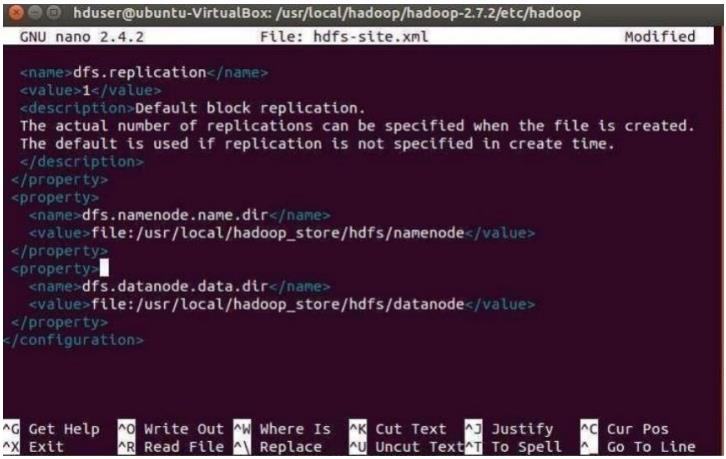 hduser@ubuntu-VirtualBox: /usr/local/hadoop/hadoop-2.7.2/etc/hadoop
GNU nano 2.4.2 File: hdfs-site.xml Modified
<name>dfs.replication</name>
<value>1</value>
<description>Default block replication.
The actual number of replications can be specified when the file is created.
The default is used if replication is not specified in create time.
</description>
</property>
<property>
<name>dfs.namenode.name.dir</name>
<value>file:/usr/local/hadoop_store/hdfs/namenode</value>
</property>
<property>
<name>dfs.datanode.data.dir</name>
<value>file:/usr/local/hadoop_store/hdfs/datanode</value>
</property>
</configuration>
^G Get Help ^O Write Out ^W Where Is ^K Cut Text ^J Justify ^C Cur Pos
^X Exit ^R Read File ^\ Replace ^U Uncut Text ^T To Spell ^_ Go To Line